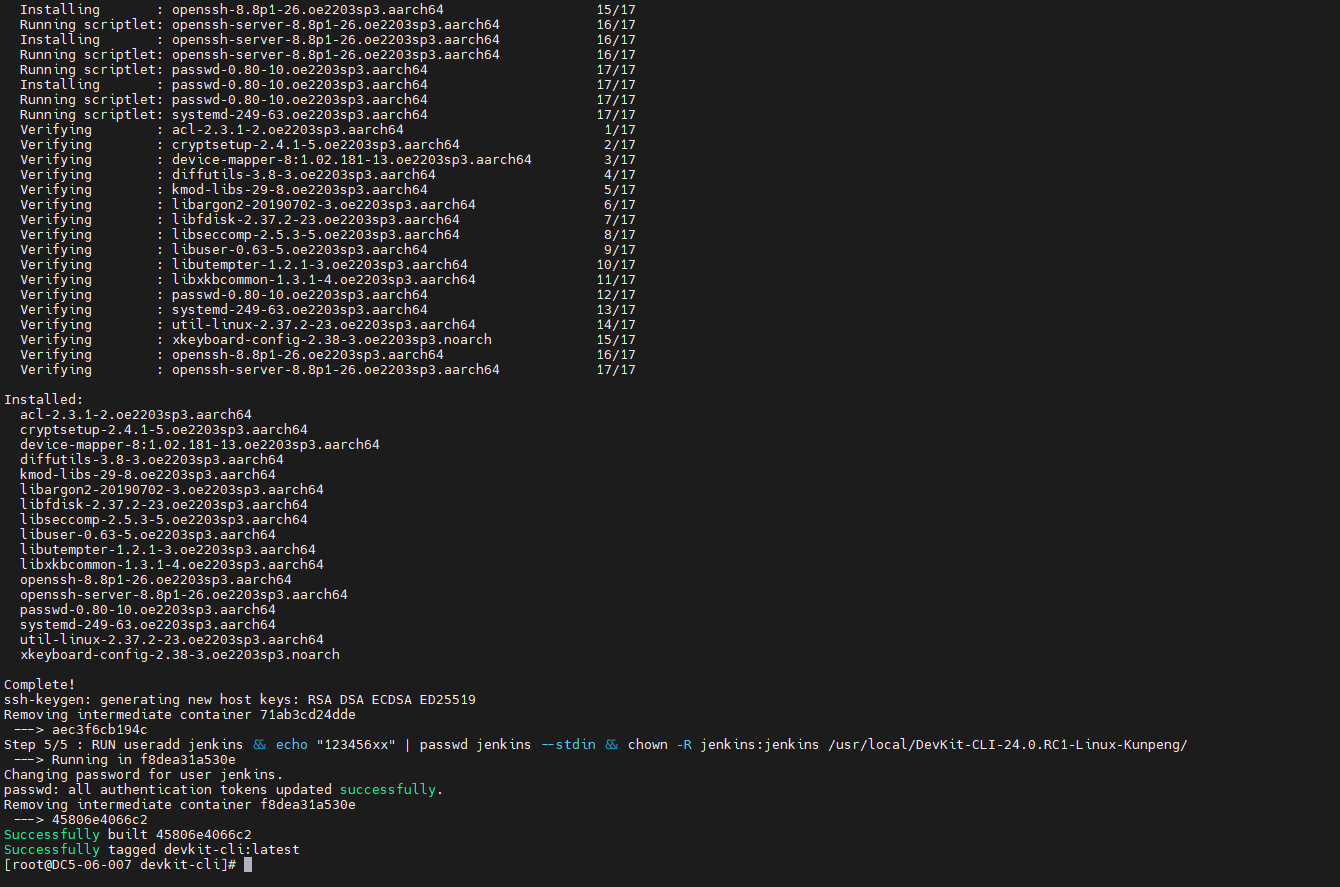 Installing : openssh-8.8p1-26.oe2203sp3.aarch64 15/17
Running scriptlet: openssh-server-8.8p1-26.oe2203sp3.aarch64 16/17
Installing : openssh-server-8.8p1-26.oe2203sp3.aarch64 16/17
Running scriptlet: openssh-server-8.8p1-26.oe2203sp3.aarch64 16/17
Running scriptlet: passwd-0.80-10.oe2203sp3.aarch64 17/17
Installing : passwd-0.80-10.oe2203sp3.aarch64 17/17
Running scriptlet: passwd-0.80-10.oe2203sp3.aarch64 17/17
Running scriptlet: systemd-249-63.oe2203sp3.aarch64 17/17
Verifying : acl-2.3.1-2.oe2203sp3.aarch64 1/17
Verifying : cryptsetup-2.4.1-5.oe2203sp3.aarch64 2/17
Verifying : device-mapper-8:1.02.181-13.oe2203sp3.aarch64 3/17
Verifying : diffutils-3.8-3.oe2203sp3.aarch64 4/17
Verifying : kmod-libs-29-8.oe2203sp3.aarch64 5/17
Verifying : libargon2-20190702-3.oe2203sp3.aarch64 6/17
Verifying : libfdisk-2.37.2-23.oe2203sp3.aarch64 7/17
Verifying : libseccomp-2.5.3-5.oe2203sp3.aarch64 8/17
Verifying : libuser-0.63-5.oe2203sp3.aarch64 9/17
Verifying : libutempter-1.2.1-3.oe2203sp3.aarch64 10/17
Verifying : libxkbcommon-1.3.1-4.oe2203sp3.aarch64 11/17
Verifying : passwd-0.80-10.oe2203sp3.aarch64 12/17
Verifying : systemd-249-63.oe2203sp3.aarch64 13/17
Verifying : util-linux-2.37.2-23.oe2203sp3.aarch64 14/17
Verifying : xkeyboard-config-2.38-3.oe2203sp3.noarch 15/17
Verifying : openssh-8.8p1-26.oe2203sp3.aarch64 16/17
Verifying : openssh-server-8.8p1-26.oe2203sp3.aarch64 17/17
Installed:
acl-2.3.1-2.oe2203sp3.aarch64
cryptsetup-2.4.1-5.oe2203sp3.aarch64
device-mapper-8:1.02.181-13.oe2203sp3.aarch64
diffutils-3.8-3.oe2203sp3.aarch64
kmod-libs-29-8.oe2203sp3.aarch64
libargon2-20190702-3.oe2203sp3.aarch64
libfdisk-2.37.2-23.oe2203sp3.aarch64
libseccomp-2.5.3-5.oe2203sp3.aarch64
libuser-0.63-5.oe2203sp3.aarch64
libutempter-1.2.1-3.oe2203sp3.aarch64
libxkbcommon-1.3.1-4.oe2203sp3.aarch64
openssh-8.8p1-26.oe2203sp3.aarch64
openssh-server-8.8p1-26.oe2203sp3.aarch64
passwd-0.80-10.oe2203sp3.aarch64
systemd-249-63.oe2203sp3.aarch64
util-linux-2.37.2-23.oe2203sp3.aarch64
xkeyboard-config-2.38-3.oe2203sp3.noarch
Complete!
ssh-keygen: generating new host keys: RSA DSA ECDSA ED25519
Removing intermediate container 71ab3cd24dde
---> aec3f6cb194c
Step 5/5 : RUN useradd jenkins && echo "123456xx" | passwd jenkins --stdin && chown -R jenkins:jenkins /usr/local/DevKit-CLI-24.0.RC1-Linux-Kunpeng/
---> Running in f8dea31a530e
Changing password for user jenkins.
passwd: all authentication tokens updated successfully.
Removing intermediate container f8dea31a530e
---> 45806e4066c2
Successfully built 45806e4066c2
Successfully tagged devkit-cli:latest
[root@DC5-06-007 devkit-cli]#